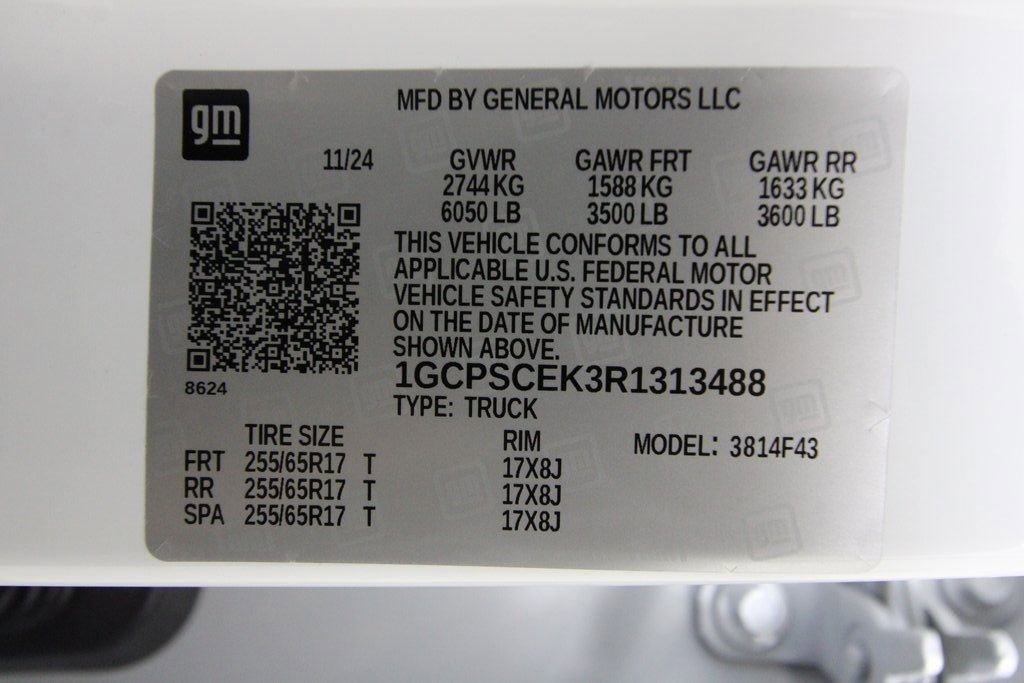 gm
MFD BY GENERAL MOTORS LLC
11/24 GVWR GAWR FRT GAWR RR
2744 KG 1588 KG 1633 KG
6050 LB 3500 LB 3600 LB
THIS VEHICLE CONFORMS TO ALL
APPLICABLE U.S. FEDERAL MOTOR
VEHICLE SAFETY STANDARDS IN EFFECT
ON THE DATE OF MANUFACTURE
SHOWN ABOVE.
8624
1GCPSCEK3R1313488
TYPE: TRUCK
TIRE SIZE RIM MODEL: 3814F43
FRT 255/65R17 T 17X8J
RR 255/65R17 T 17X8J
SPA 255/65R17 T 17X8J